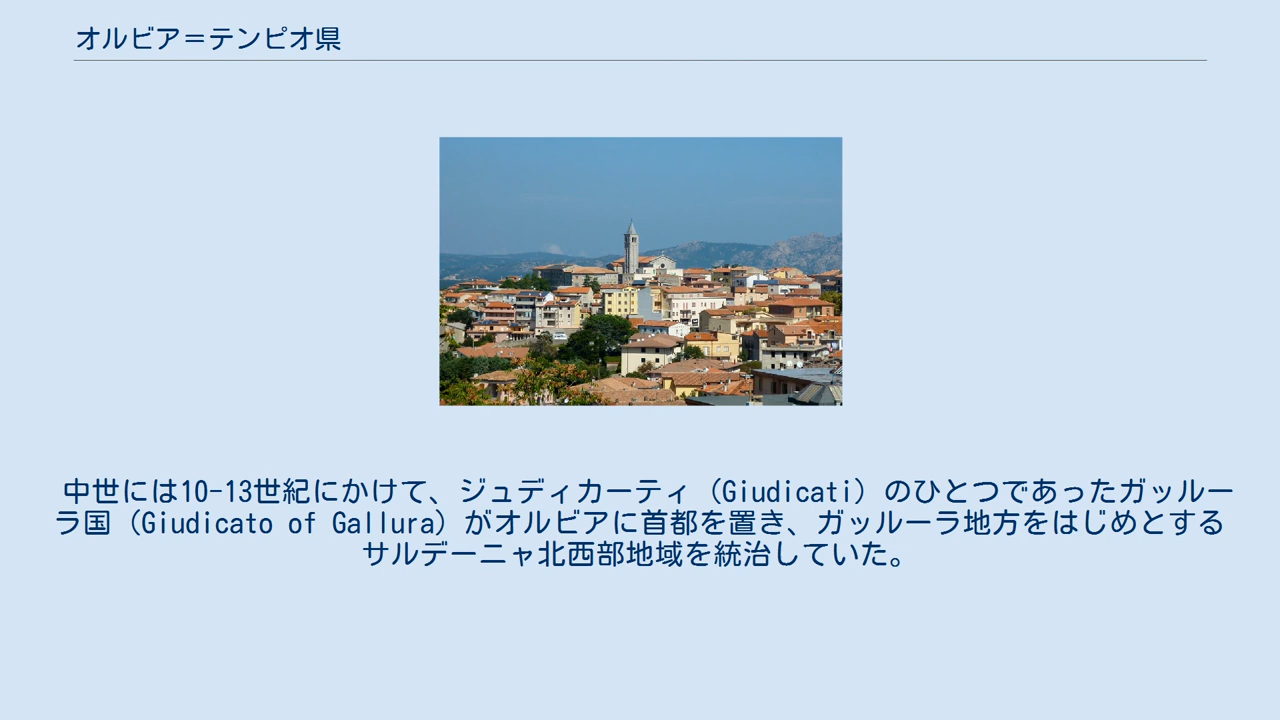 オルビア＝テンピオ県
中世には10-13世紀にかけて、ジュディカーティ（Giudicati）のひとつであったガッルー
ラ国（Giudicato of Gallura）がオルビアに首都を置き、ガッルーラ地方をはじめとする
サルデーニャ北西部地域を統治していた。